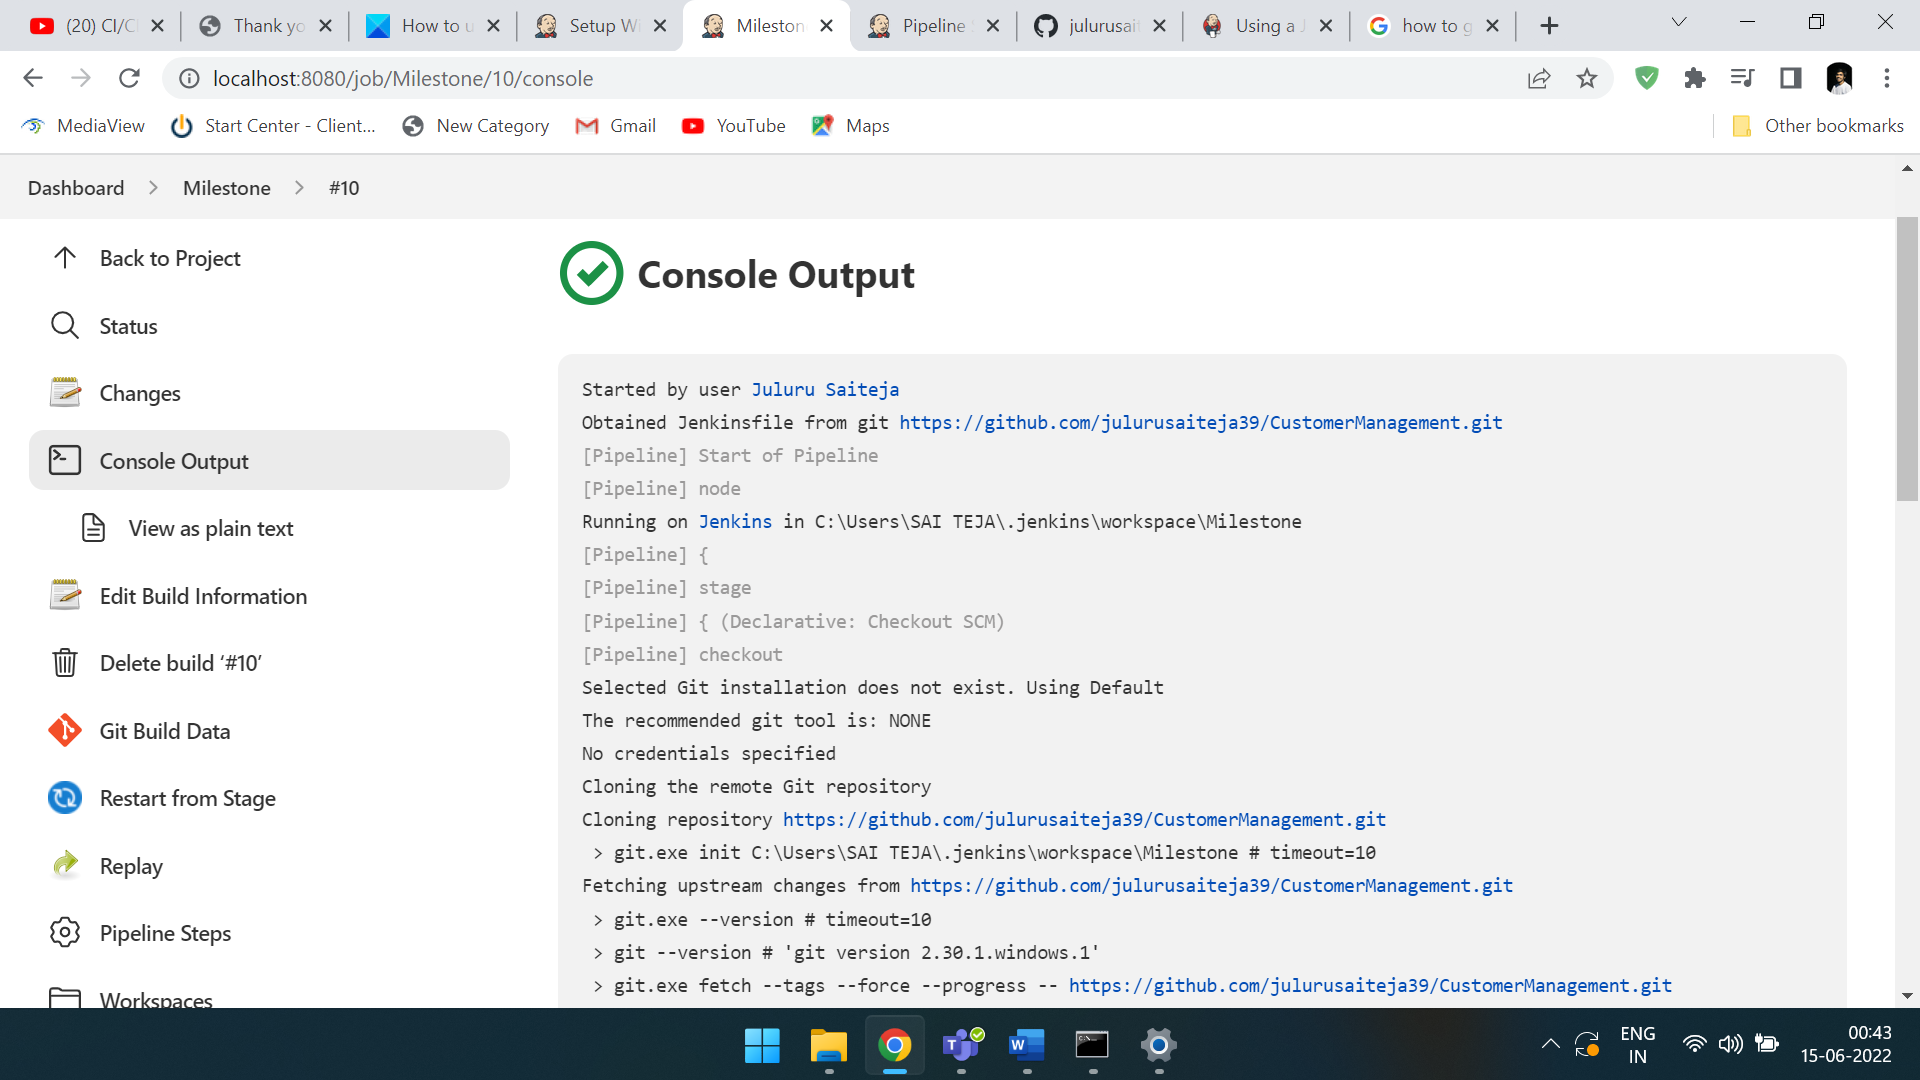 (20) CI/CI
Thank yo
How to u
Setup Wi
Mileston
Pipeline
julurusait
Using a J
how to g
localhost:8080/job/Milestone/10/console
MediaView
Start Center - Client...
New Category
Gmail
YouTube
Maps
Other bookmarks
Dashboard
Milestone
#10
Back to Project
Status
Changes
Console Output
View as plain text
Edit Build Information
Delete build ‘#10’
Git Build Data
Restart from Stage
Replay
Pipeline Steps
Workspaces
Console Output
Started by user Juluru Saiteja
Obtained Jenkinsfile from git https://github.com/julurusaiteja39/CustomerManagement.git
[Pipeline] Start of Pipeline
[Pipeline] node
Running on Jenkins in C:\Users\SAI TEJA\.jenkins\workspace\Milestone
[Pipeline] {
[Pipeline] stage
[Pipeline] { (Declarative: Checkout SCM)
[Pipeline] checkout
Selected Git installation does not exist. Using Default
The recommended git tool is: NONE
No credentials specified
Cloning the remote Git repository
Cloning repository https://github.com/julurusaiteja39/CustomerManagement.git
> git.exe init C:\Users\SAI TEJA\.jenkins\workspace\Milestone # timeout=10
Fetching upstream changes from https://github.com/julurusaiteja39/CustomerManagement.git
> git.exe --version # timeout=10
> git --version # 'git version 2.30.1.windows.1'
> git.exe fetch --tags --force --progress -- https://github.com/julurusaiteja39/CustomerManagement.git
ENG
IN
00:43
15-06-2022